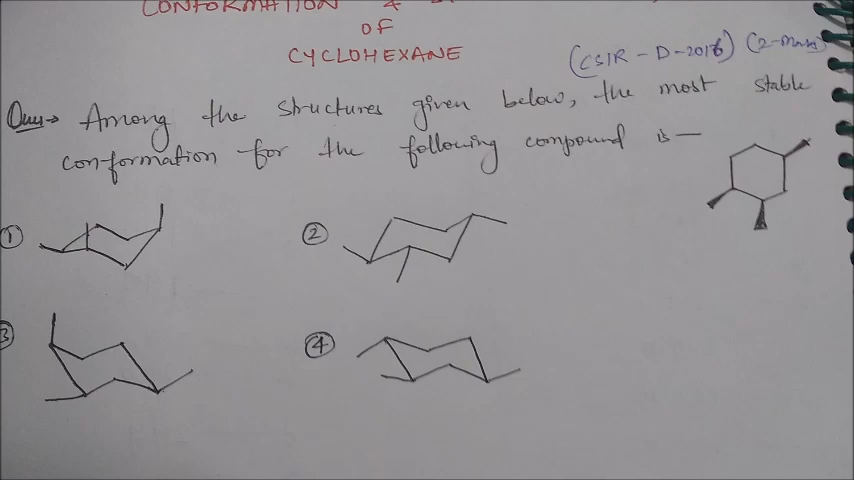 CONFORMATION &
OF
CYCLOHEXANE
(CSIR - D - 2016) (2-marks)
Ques → Among the structures given below, the most stable
conformation for the following compound is —
①
②
③
④